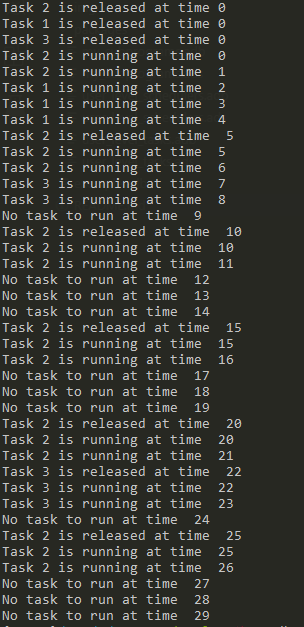 Task 2 is released at time 0
Task 1 is released at time 0
Task 3 is released at time 0
Task 2 is running at time  0
Task 2 is running at time  1
Task 1 is running at time  2
Task 1 is running at time  3
Task 1 is running at time  4
Task 2 is released at time  5
Task 2 is running at time  5
Task 2 is running at time  6
Task 3 is running at time  7
Task 3 is running at time  8
No task to run at time  9
Task 2 is released at time  10
Task 2 is running at time  10
Task 2 is running at time  11
No task to run at time  12
No task to run at time  13
No task to run at time  14
Task 2 is released at time  15
Task 2 is running at time  15
Task 2 is running at time  16
No task to run at time  17
No task to run at time  18
No task to run at time  19
Task 2 is released at time  20
Task 2 is running at time  20
Task 2 is running at time  21
Task 3 is released at time  22
Task 3 is running at time  22
Task 3 is running at time  23
No task to run at time  24
Task 2 is released at time  25
Task 2 is running at time  25
Task 2 is running at time  26
No task to run at time  27
No task to run at time  28
No task to run at time  29